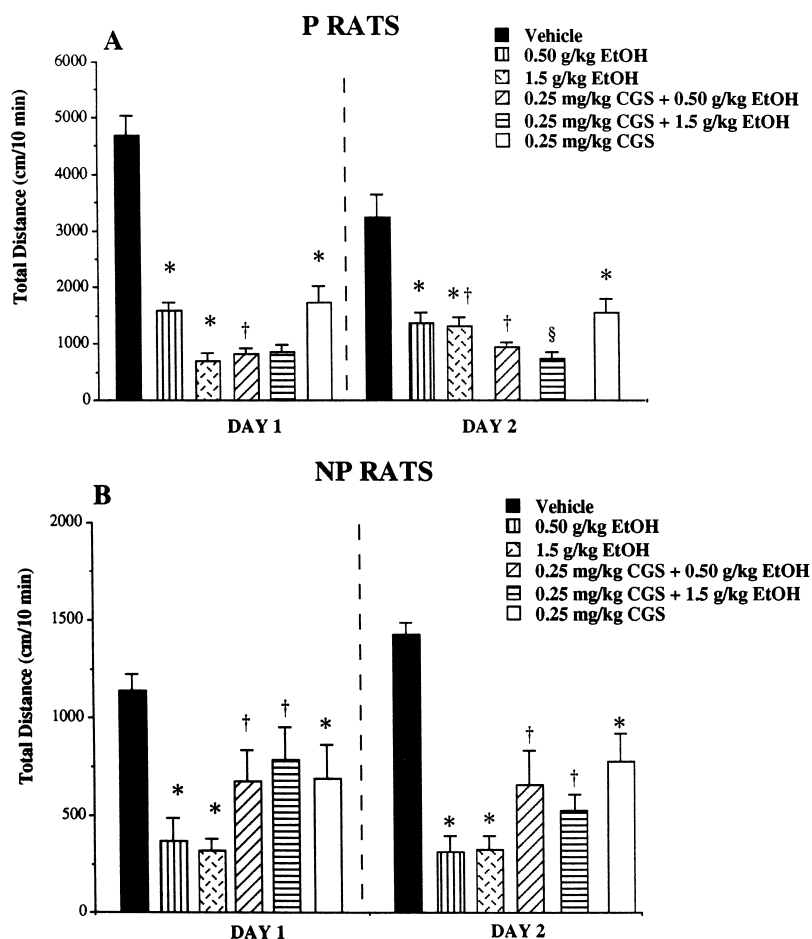 P RATS
A
Vehicle
0.50 g/kg EtOH
1.5 g/kg EtOH
0.25 mg/kg CGS + 0.50 g/kg EtOH
0.25 mg/kg CGS + 1.5 g/kg EtOH
0.25 mg/kg CGS
Total Distance (cm/10 min)
6000
5000
4000
3000
2000
1000
0
*
*
†
*
*
*†
†
§
*
DAY 1
DAY 2
NP RATS
B
Vehicle
0.50 g/kg EtOH
1.5 g/kg EtOH
0.25 mg/kg CGS + 0.50 g/kg EtOH
0.25 mg/kg CGS + 1.5 g/kg EtOH
0.25 mg/kg CGS
Total Distance (cm/10 min)
2000
1500
1000
500
0
*
*
†
†
*
*
*
†
†
*
DAY 1
DAY 2